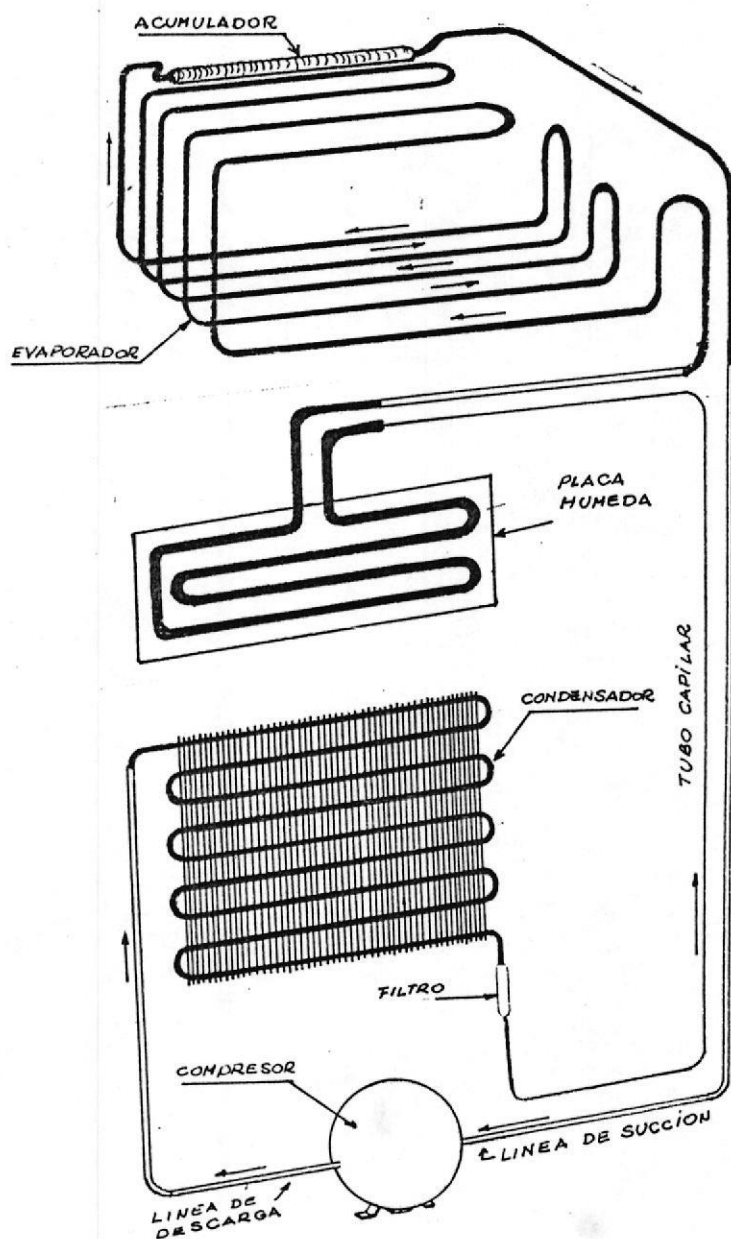 ACUMULADOR
EVAPORADOR
PLACA
HUMEDA
CONDENSADOR
TUBO CAPILAR
FILTRO
COMPRESOR
LINEA DE SUCCION
LINEA DE
DESCARGA